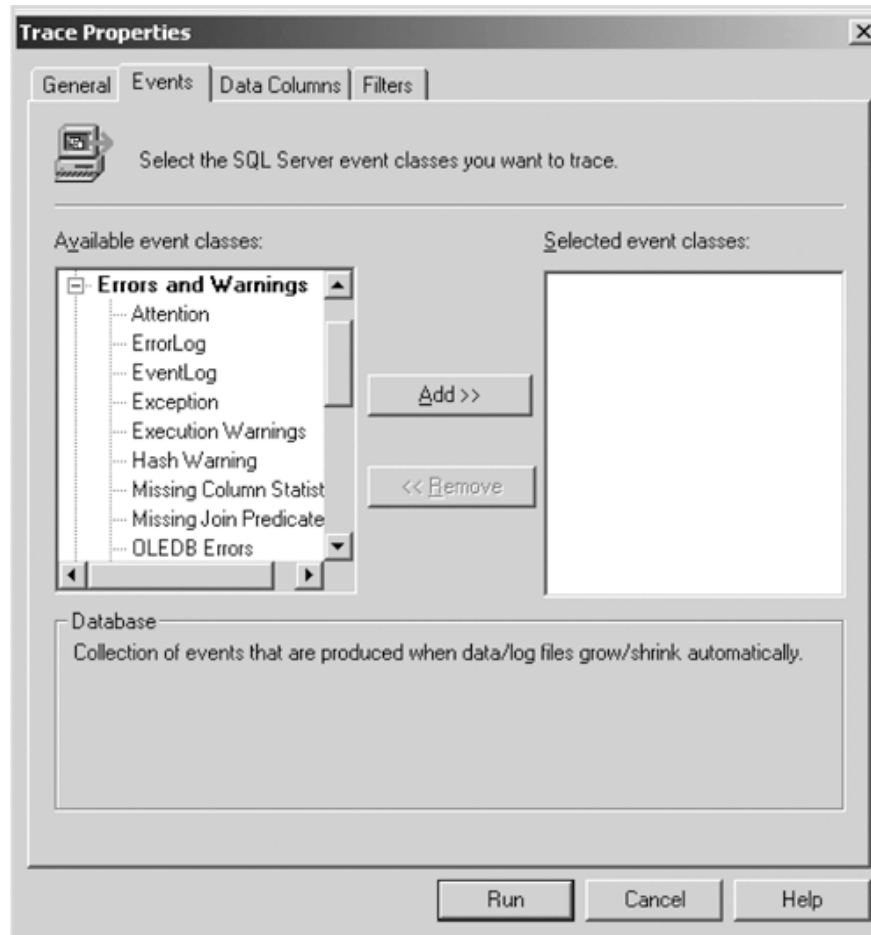 Trace Properties
General Events Data Columns Filters
Select the SQL Server event classes you want to trace.
Available event classes:
Selected event classes:
Errors and Warnings
Attention
ErrorLog
EventLog
Exception
Execution Warnings
Hash Warning
Missing Column Statist
Missing Join Predicate
OLEDB Errors
Add >>
<< Remove
Database
Collection of events that are produced when data/log files grow/shrink automatically.
Run Cancel Help